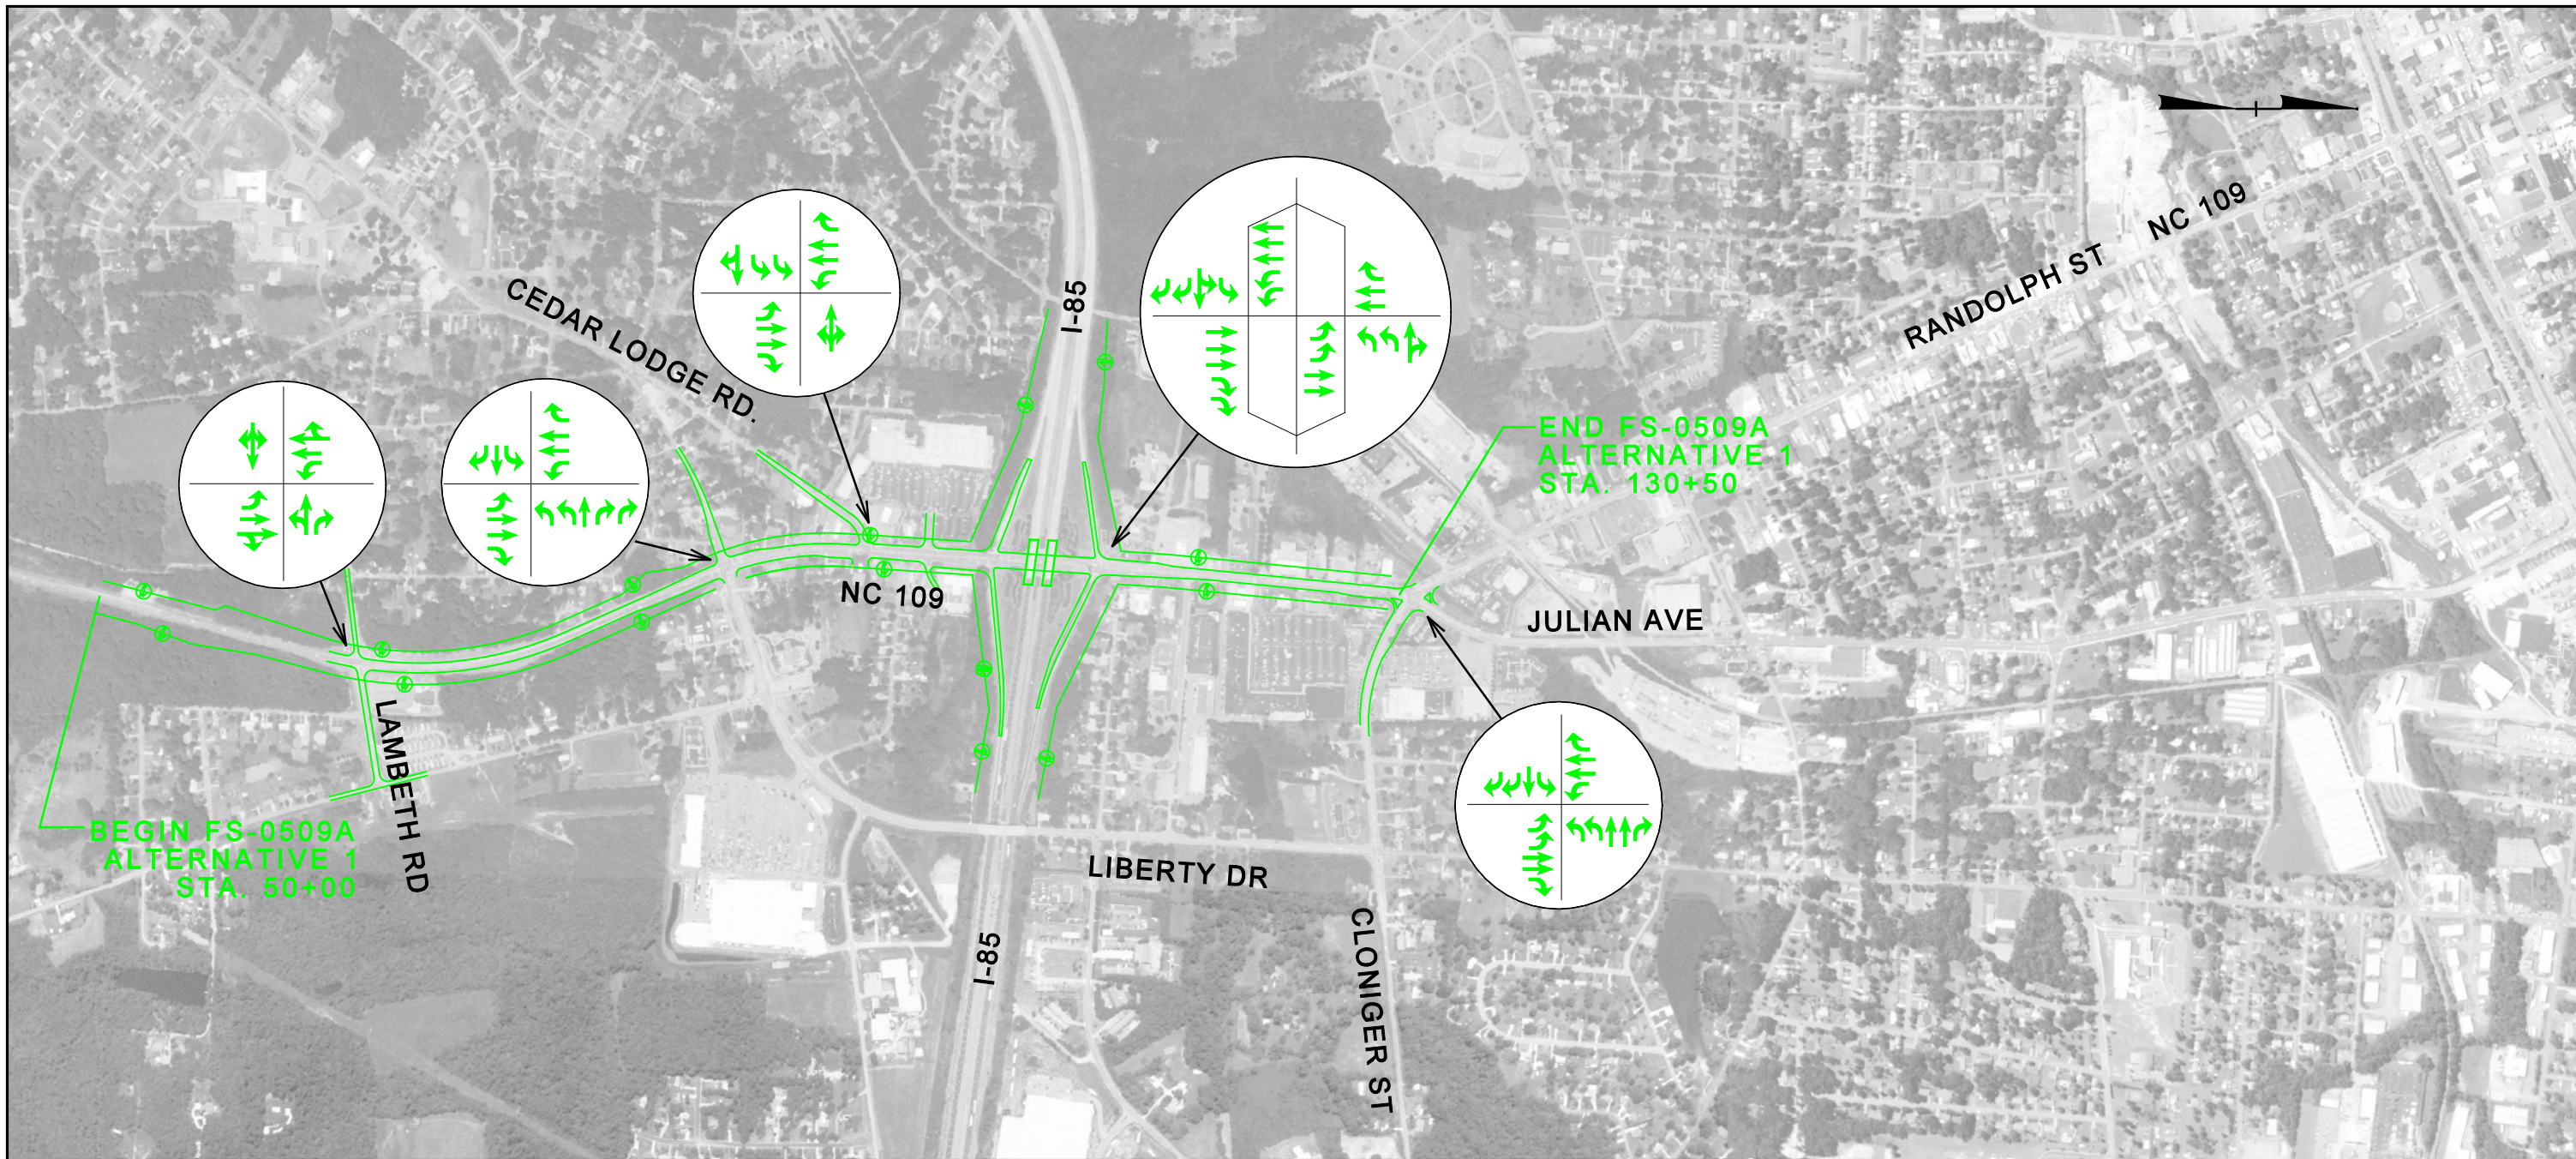 NC 109
RANDOLPH ST
I-85
CEDAR LODGE RD.
END FS-0509A
ALTERNATIVE 1
STA. 130+50
NC 109
JULIAN AVE
LAMBETH RD
BEGIN FS-0509A
ALTERNATIVE 1
STA. 50+00
LIBERTY DR
I-85
CLONIGER ST